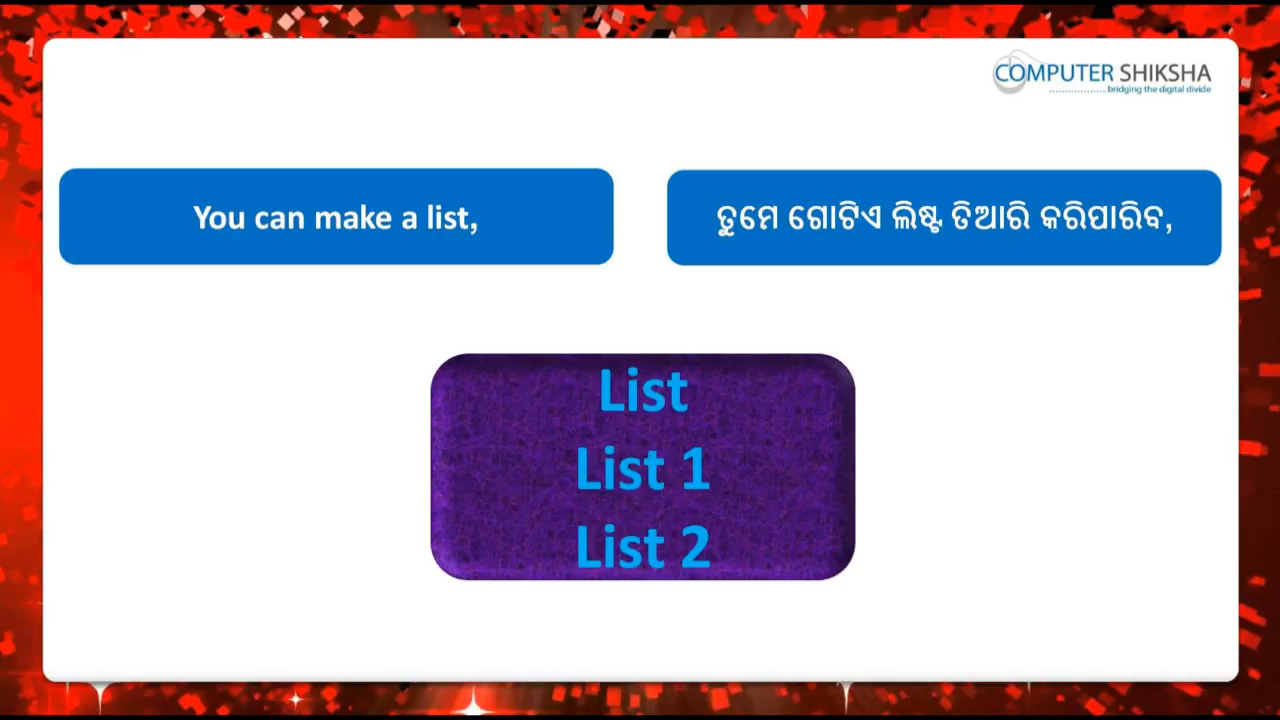 COMPUTER SHIKSHA
bridging the digital divide
You can make a list,
ତୁମେ ଗୋଟିଏ ଲିଷ୍ଟ ତିଆରି କରିପାରିବ,
List
List 1
List 2